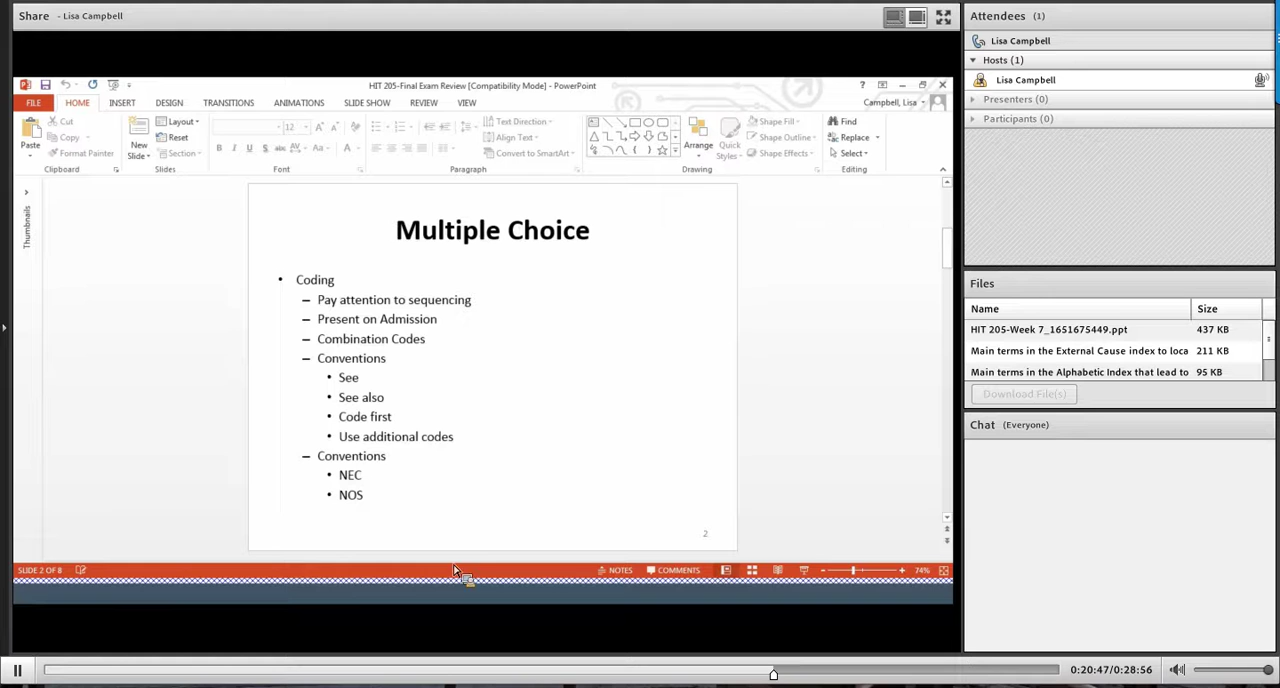 Share - Lisa Campbell
Attendees (1)
Lisa Campbell
Hosts (1)
Lisa Campbell
Presenters (0)
Participants (0)
HIT 205-Final Exam Review [Compatibility Mode] - PowerPoint
FILE HOME INSERT DESIGN TRANSITIONS ANIMATIONS SLIDE SHOW REVIEW VIEW Campbell, Lisa
Paste
Cut
Copy
Format Painter
Clipboard
New Slide
Layout
Reset
Section
Slides
12
Font
Text Direction
Align Text
Convert to SmartArt
Paragraph
Arrange
Quick Styles
Shape Fill
Shape Outline
Shape Effects
Drawing
Find
Replace
Select
Editing
Thumbnails
Multiple Choice
• Coding
– Pay attention to sequencing
– Present on Admission
– Combination Codes
– Conventions
• See
• See also
• Code first
• Use additional codes
– Conventions
• NEC
• NOS
2
SLIDE 2 OF 8 NOTES COMMENTS 74%
Files
Name Size
HIT 205-Week 7_1651675449.ppt 437 KB
Main terms in the External Cause index to loca 211 KB
Main terms in the Alphabetic Index that lead to 95 KB
Download File(s)
Chat (Everyone)
0:20:47/0:28:56